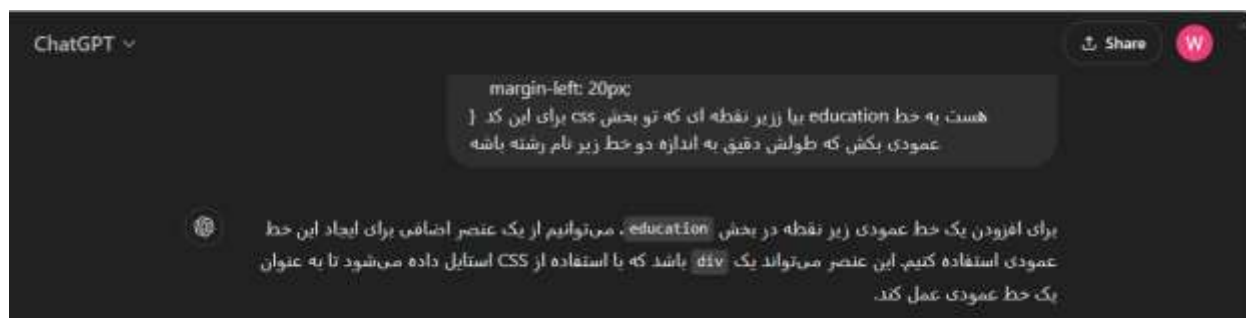 ChatGPT
Share
W
margin-left: 20px;
} برای این کد css بیا زیر نقطه ای که تو بخش education هست یه خط
عمودی بکش که طولش دقیق به اندازه دو خط زیر نام رشته باشه
برای افزودن یک خط عمودی زیر نقطه در بخش education، می‌توانیم از یک عنصر اضافی برای ایجاد این خط
عمودی استفاده کنیم. این عنصر می‌تواند یک div باشد که با استفاده از CSS استایل داده می‌شود تا به عنوان
یک خط عمودی عمل کند.